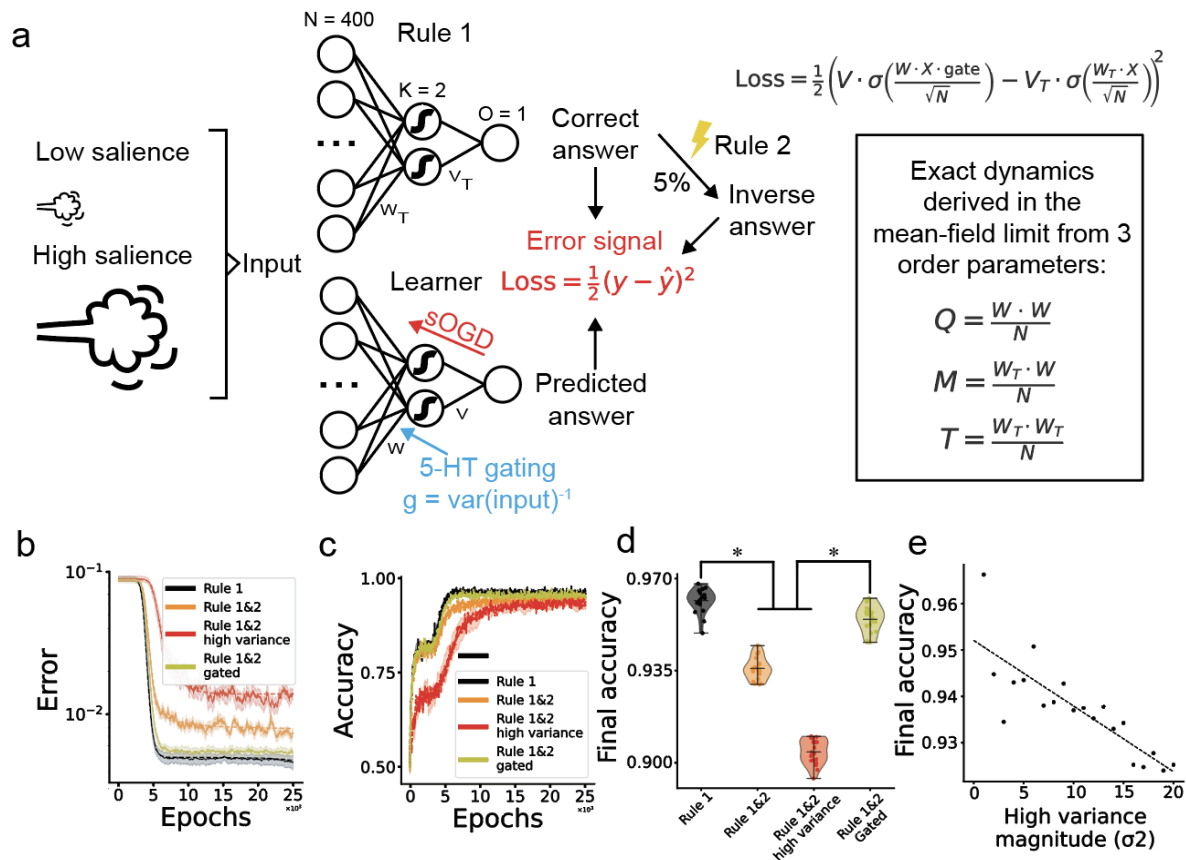 a
N = 400
Rule 1
K = 2
O = 1
Loss = 1/2 (V · σ(W · X · gate / √N) − V_T · σ(W_T · X / √N))²
Low salience
High salience
Input
...
W_T
V_T
Correct
answer
Rule 2
5%
Inverse
answer
Error signal
Loss = 1/2 (y − ŷ)²
Learner
sOGD
...
w
v
Predicted
answer
5-HT gating
g = var(input)⁻¹
Exact dynamics
derived in the
mean-field limit from 3
order parameters:
Q = W · W / N
M = W_T · W / N
T = W_T · W_T / N
b
Error
10⁻¹
10⁻²
Rule 1
Rule 1&2
Rule 1&2
high variance
Rule 1&2
gated
0 5 10 15 20 25
×10³
Epochs
c
Accuracy
1.00
0.75
0.50
Rule 1
Rule 1&2
Rule 1&2
high variance
Rule 1&2
gated
0 5 10 15 20 25
×10³
Epochs
d
Final accuracy
* *
0.970
0.935
0.900
Rule 1
Rule 1&2
Rule 1&2
high variance
Rule 1&2
Gated
e
Final accuracy
0.96
0.95
0.94
0.93
0 5 10 15 20
High variance
magnitude (σ2)